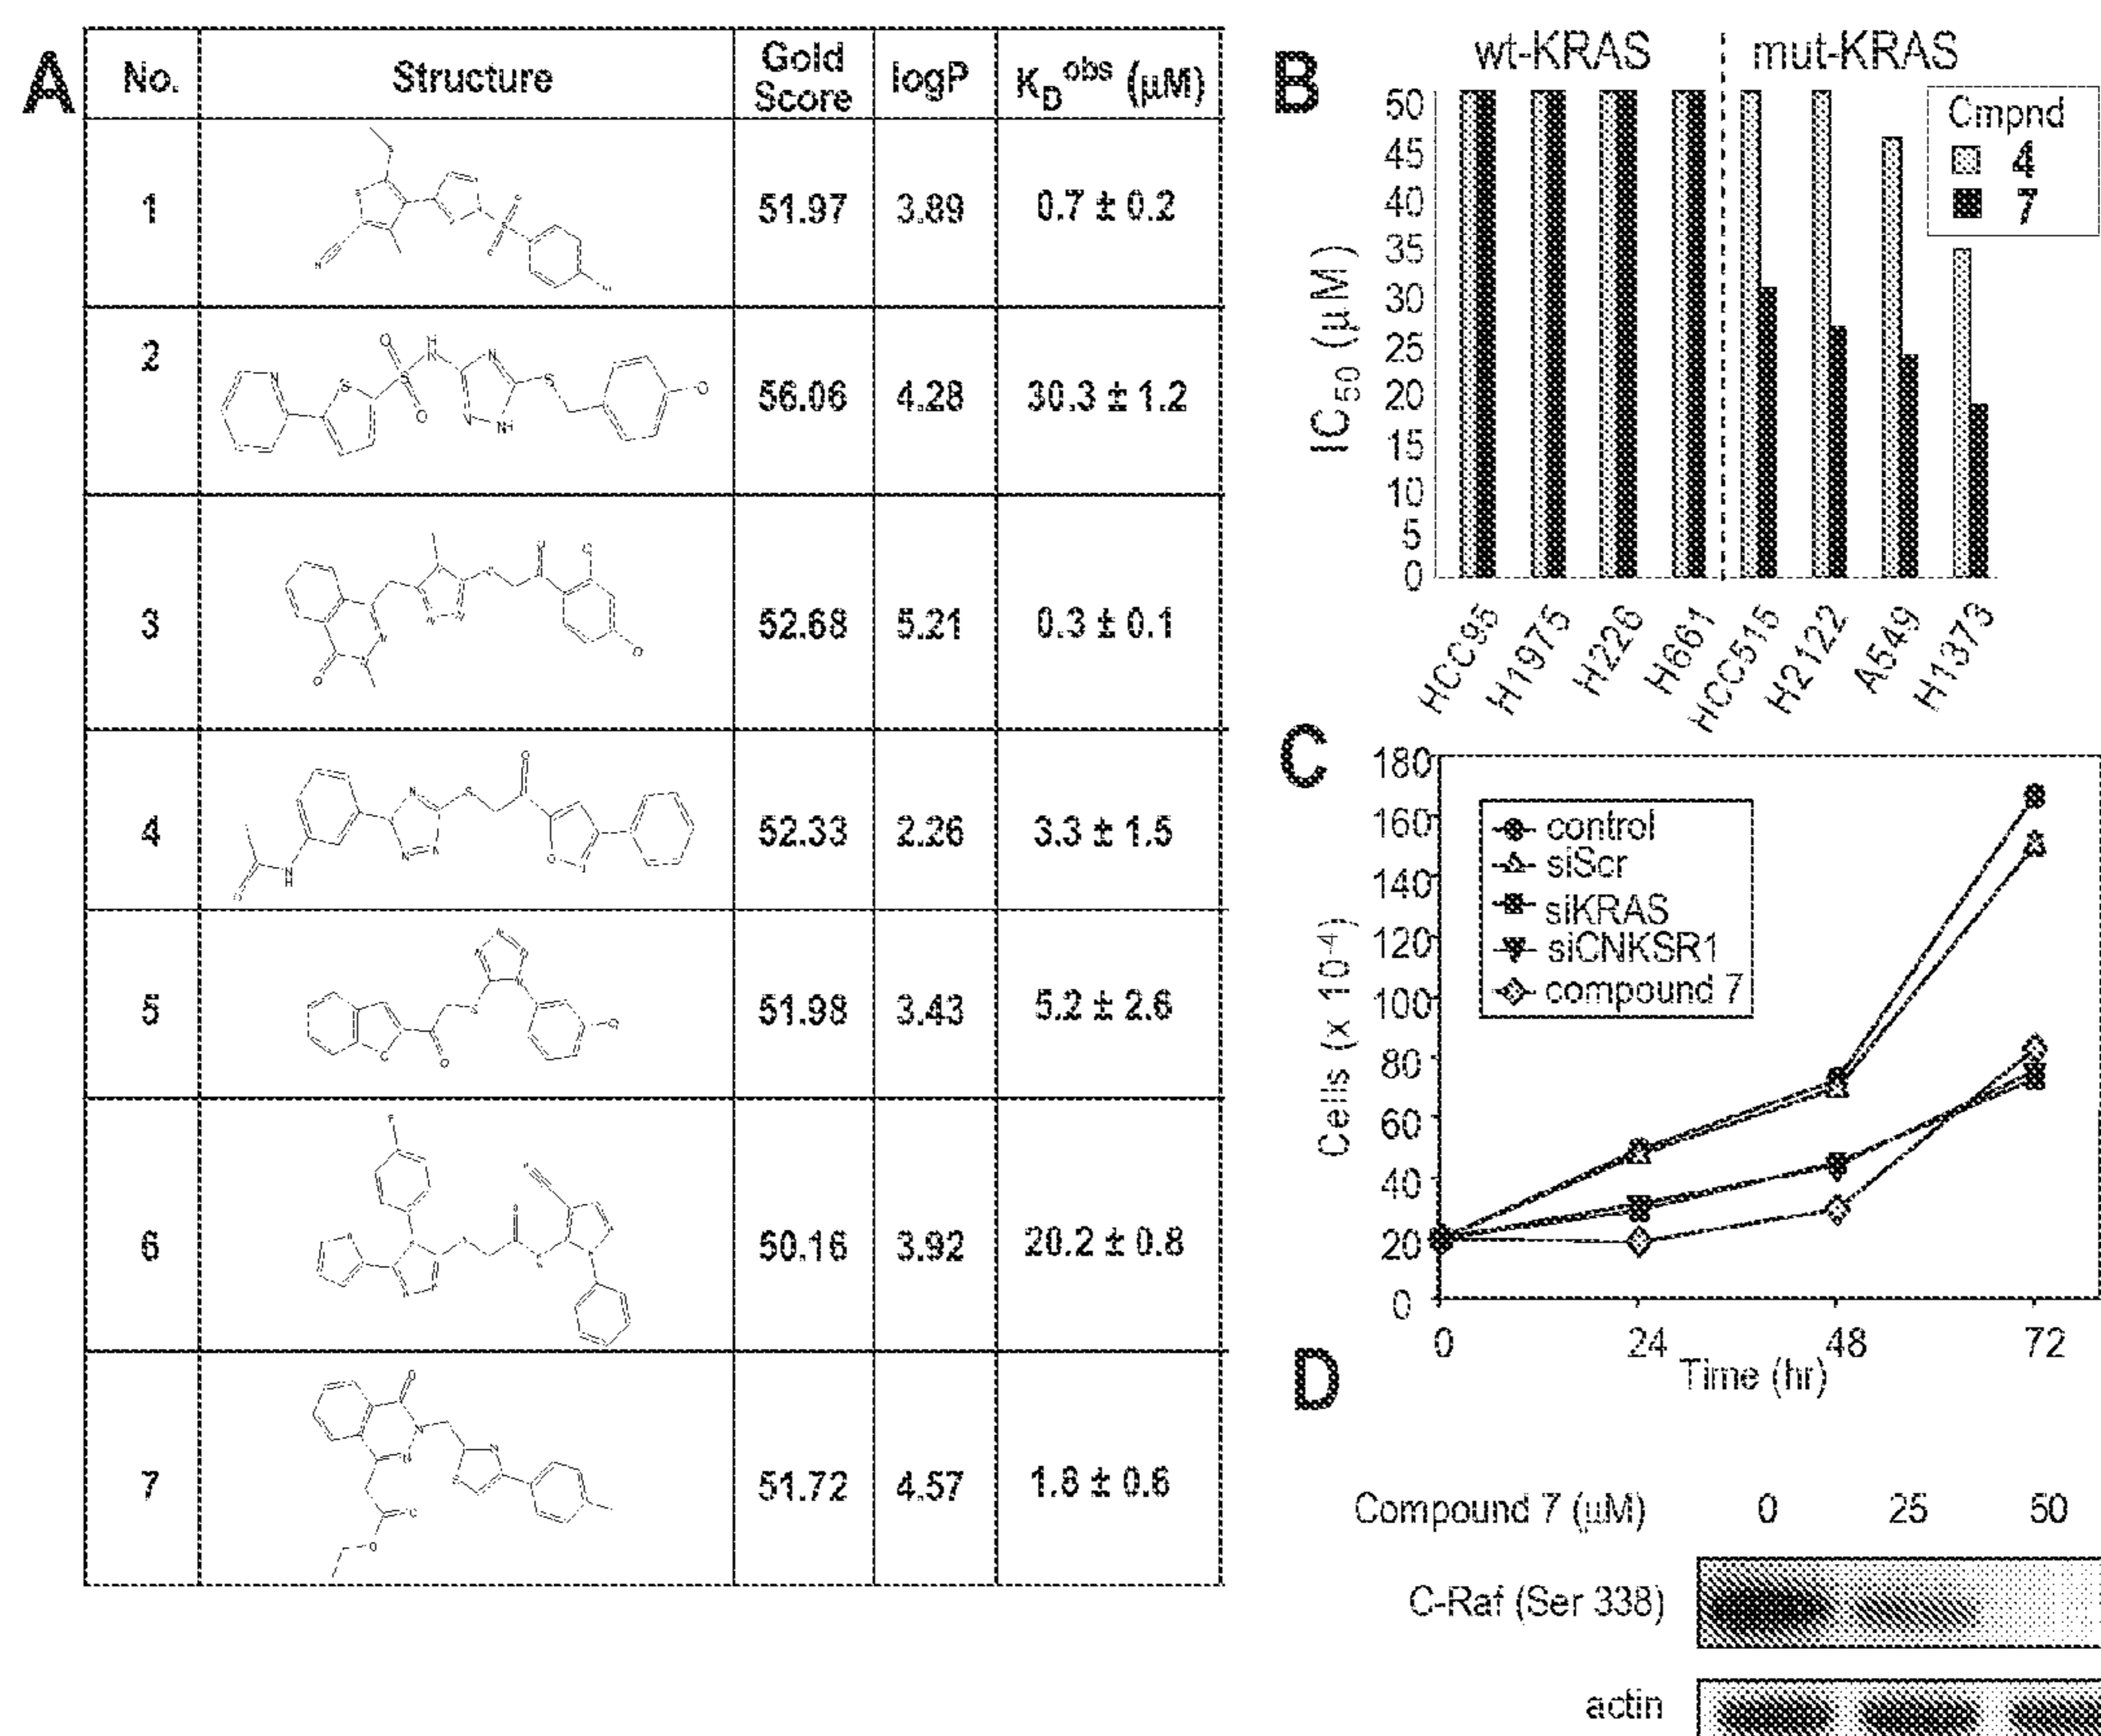 A
No. Structure Gold Score logP K_D^obs (μM)
1 51.97 3.89 0.7 ± 0.2
2 56.06 4.28 30.3 ± 1.2
3 52.68 5.21 0.3 ± 0.1
4 52.33 2.26 3.3 ± 1.5
5 51.98 3.43 5.2 ± 2.6
6 50.16 3.92 20.2 ± 0.8
7 51.72 4.57 1.8 ± 0.6
B
wt-KRAS mut-KRAS
Cmpnd
4
7
IC50 (μM)
50
45
40
35
30
25
20
15
10
5
0
HCC95 H1975 H226 H661 HCC515 H2122 A549 H1373
C
control
siScr
siKRAS
siCNKSR1
compound 7
Cells (x 10^-4)
180
160
140
120
100
80
60
40
20
0
0 24 48 72
Time (hr)
D
Compound 7 (μM) 0 25 50
C-Raf (Ser 338)
actin